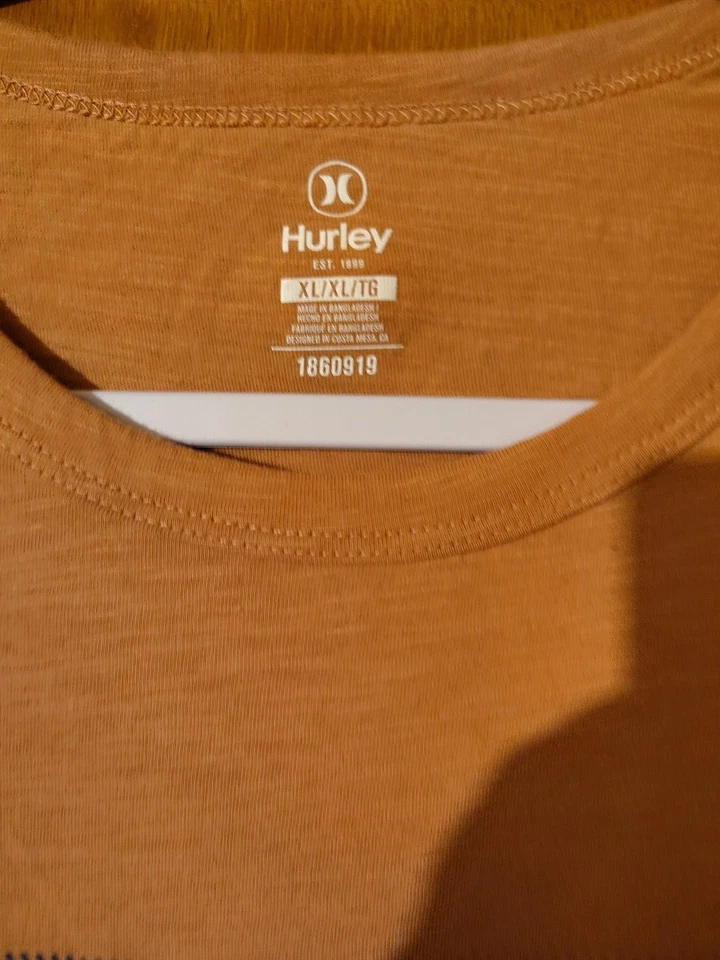 Hurley
EST. 1999
XL/XL/TG
MADE IN BANGLADESH /
HECHO EN BANGLADESH
FABRIQUÉ EN BANGLADESH
DESIGNED IN COSTA MESA, CA
1860919